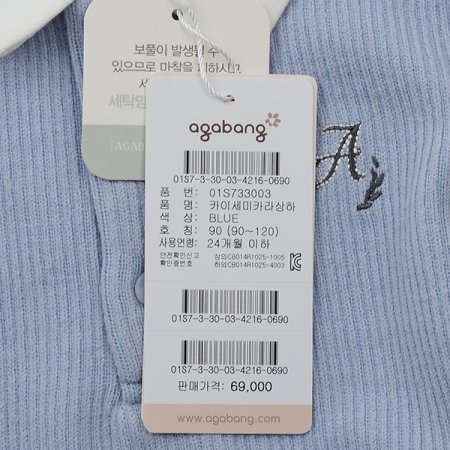 보풀이 발생될 수
있으므로 마찰을 피하시고
세탁망
AGABA
agabang
01S7-3-30-03-4216-0690
품 번: 01S733003
품 명: 카이세미카라상하
색 상: BLUE
호 칭: 90 (90~120)
사용연령: 24개월 이하
안전확인신고 상의CB014R1025-1005
확인증번호 하의CB014R1025-4003
01S7-3-30-03-4216-0690
01S7-3-30-03-4216-0690
판매가격: 69,000
www.agabang.com
A